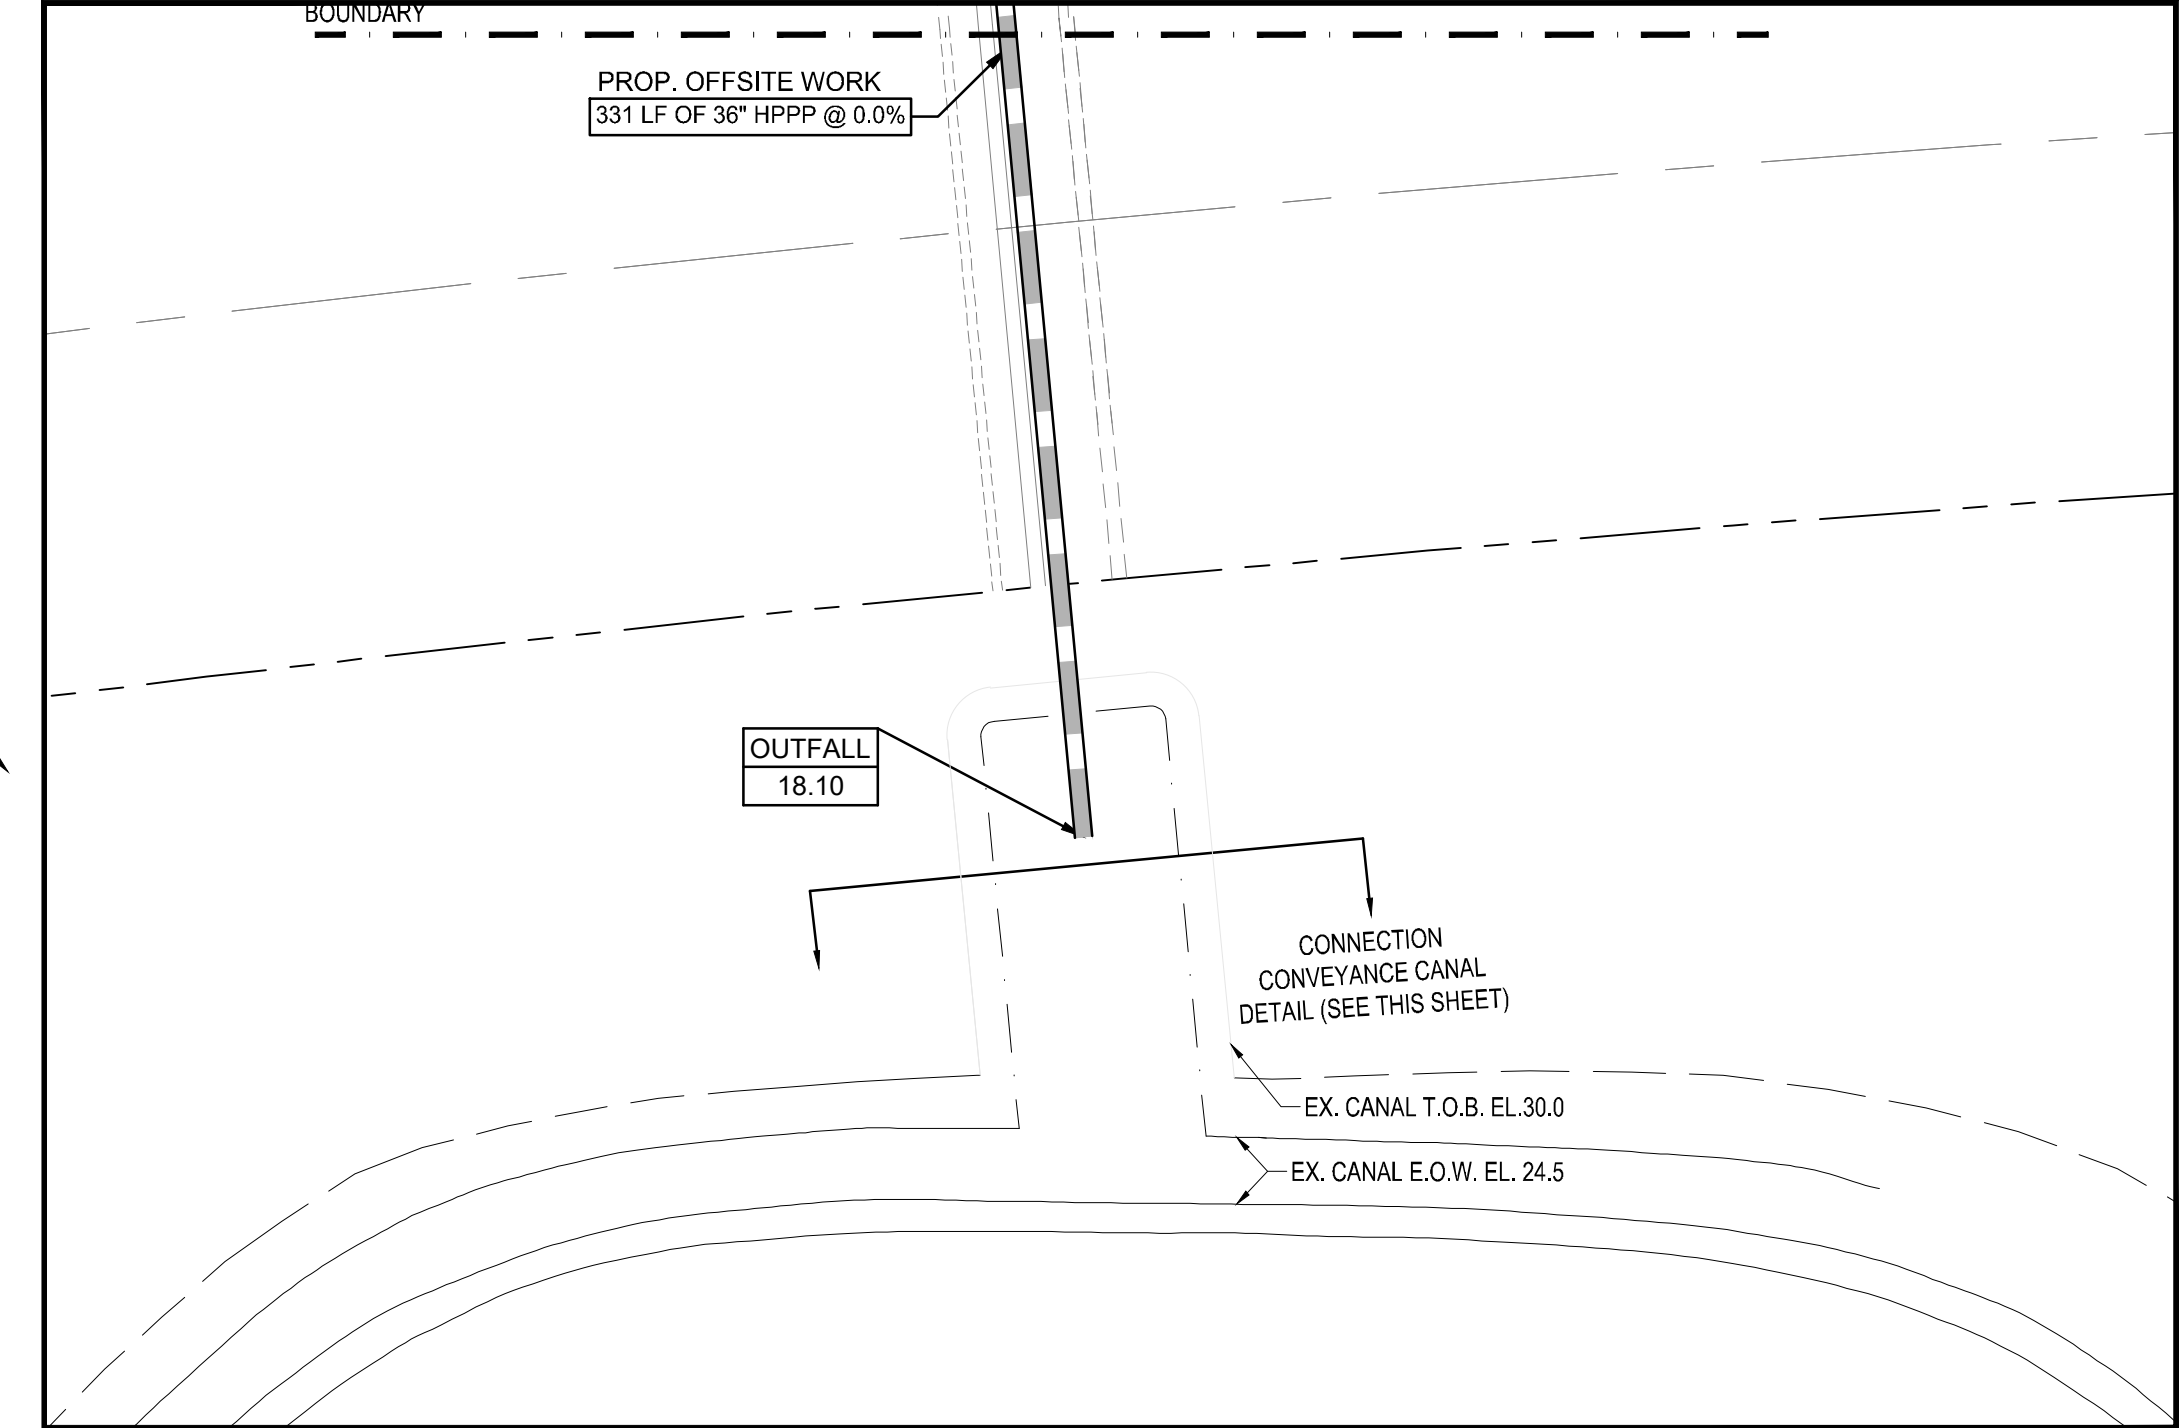 BOUNDARY
PROP. OFFSITE WORK
331 LF OF 36" HPPP @ 0.0%
OUTFALL
18.10
CONNECTION
CONVEYANCE CANAL
DETAIL (SEE THIS SHEET)
EX. CANAL T.O.B. EL.30.0
EX. CANAL E.O.W. EL. 24.5